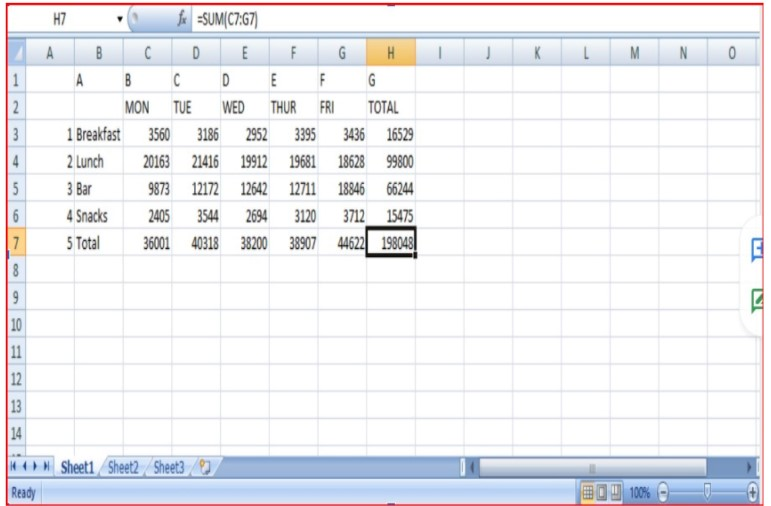 H7 fx =SUM(C7:G7)
A B C D E F G H I J K L M N O
1 A B C D E F G
2 MON TUE WED THUR FRI TOTAL
3 1 Breakfast 3560 3186 2952 3395 3436 16529
4 2 Lunch 20163 21416 19912 19681 18628 99800
5 3 Bar 9873 12172 12642 12711 18846 66244
6 4 Snacks 2405 3544 2694 3120 3712 15475
7 5 Total 36001 40318 38200 38907 44622 198048
8
9
10
11
12
13
14
Sheet1 Sheet2 Sheet3
Ready 100%